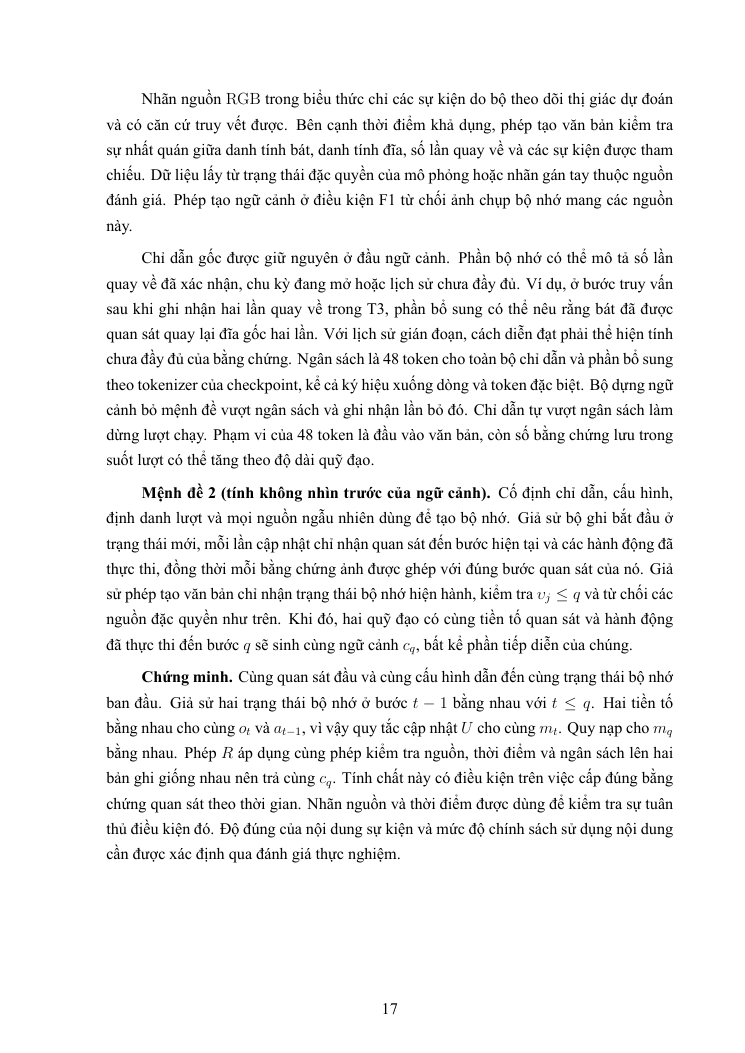 Nhãn nguồn RGB trong biểu thức chỉ các sự kiện do bộ theo dõi thị giác dự đoán
và có căn cứ truy vết được. Bên cạnh thời điểm khả dụng, phép tạo văn bản kiểm tra
sự nhất quán giữa danh tính bát, danh tính đĩa, số lần quay về và các sự kiện được tham
chiếu. Dữ liệu lấy từ trạng thái đặc quyền của mô phỏng hoặc nhãn gán tay thuộc nguồn
đánh giá. Phép tạo ngữ cảnh ở điều kiện F1 từ chối ảnh chụp bộ nhớ mang các nguồn
này.
Chỉ dẫn gốc được giữ nguyên ở đầu ngữ cảnh. Phần bộ nhớ có thể mô tả số lần
quay về đã xác nhận, chu kỳ đang mở hoặc lịch sử chưa đầy đủ. Ví dụ, ở bước truy vấn
sau khi ghi nhận hai lần quay về trong T3, phần bổ sung có thể nêu rằng bát đã được
quan sát quay lại đĩa gốc hai lần. Với lịch sử gián đoạn, cách diễn đạt phải thể hiện tính
chưa đầy đủ của bằng chứng. Ngân sách là 48 token cho toàn bộ chỉ dẫn và phần bổ sung
theo tokenizer của checkpoint, kể cả ký hiệu xuống dòng và token đặc biệt. Bộ dựng ngữ
cảnh bỏ mệnh đề vượt ngân sách và ghi nhận lần bỏ đó. Chỉ dẫn tự vượt ngân sách làm
dừng lượt chạy. Phạm vi của 48 token là đầu vào văn bản, còn số bằng chứng lưu trong
suốt lượt có thể tăng theo độ dài quỹ đạo.
Mệnh đề 2 (tính không nhìn trước của ngữ cảnh). Cố định chỉ dẫn, cấu hình,
định danh lượt và mọi nguồn ngẫu nhiên dùng để tạo bộ nhớ. Giả sử bộ ghi bắt đầu ở
trạng thái mới, mỗi lần cập nhật chỉ nhận quan sát đến bước hiện tại và các hành động đã
thực thi, đồng thời mỗi bằng chứng ảnh được ghép với đúng bước quan sát của nó. Giả
sử phép tạo văn bản chỉ nhận trạng thái bộ nhớ hiện hành, kiểm tra υ_j ≤ q và từ chối các
nguồn đặc quyền như trên. Khi đó, hai quỹ đạo có cùng tiền tố quan sát và hành động
đã thực thi đến bước q sẽ sinh cùng ngữ cảnh c_q, bất kể phần tiếp diễn của chúng.
Chứng minh. Cùng quan sát đầu và cùng cấu hình dẫn đến cùng trạng thái bộ nhớ
ban đầu. Giả sử hai trạng thái bộ nhớ ở bước t − 1 bằng nhau với t ≤ q. Hai tiền tố
bằng nhau cho cùng o_t và a_{t−1}, vì vậy quy tắc cập nhật U cho cùng m_t. Quy nạp cho m_q
bằng nhau. Phép R áp dụng cùng phép kiểm tra nguồn, thời điểm và ngân sách lên hai
bản ghi giống nhau nên trả cùng c_q. Tính chất này có điều kiện trên việc cấp đúng bằng
chứng quan sát theo thời gian. Nhãn nguồn và thời điểm được dùng để kiểm tra sự tuân
thủ điều kiện đó. Độ đúng của nội dung sự kiện và mức độ chính sách sử dụng nội dung
cần được xác định qua đánh giá thực nghiệm.
17